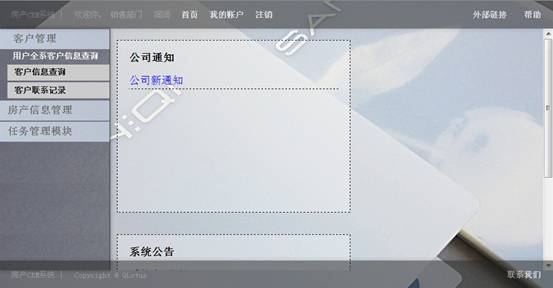 房产CRM系统 | 欢迎你, 销售部门 首页 我的账户 注销 外部链接 帮助
客户管理
用户全系客户信息查询
客户信息查询
客户联系记录
房产信息管理
任务管理模块
公司通知
公司新通知
系统公告
房产CRM系统 | Copyright @ QLotus 联系我们